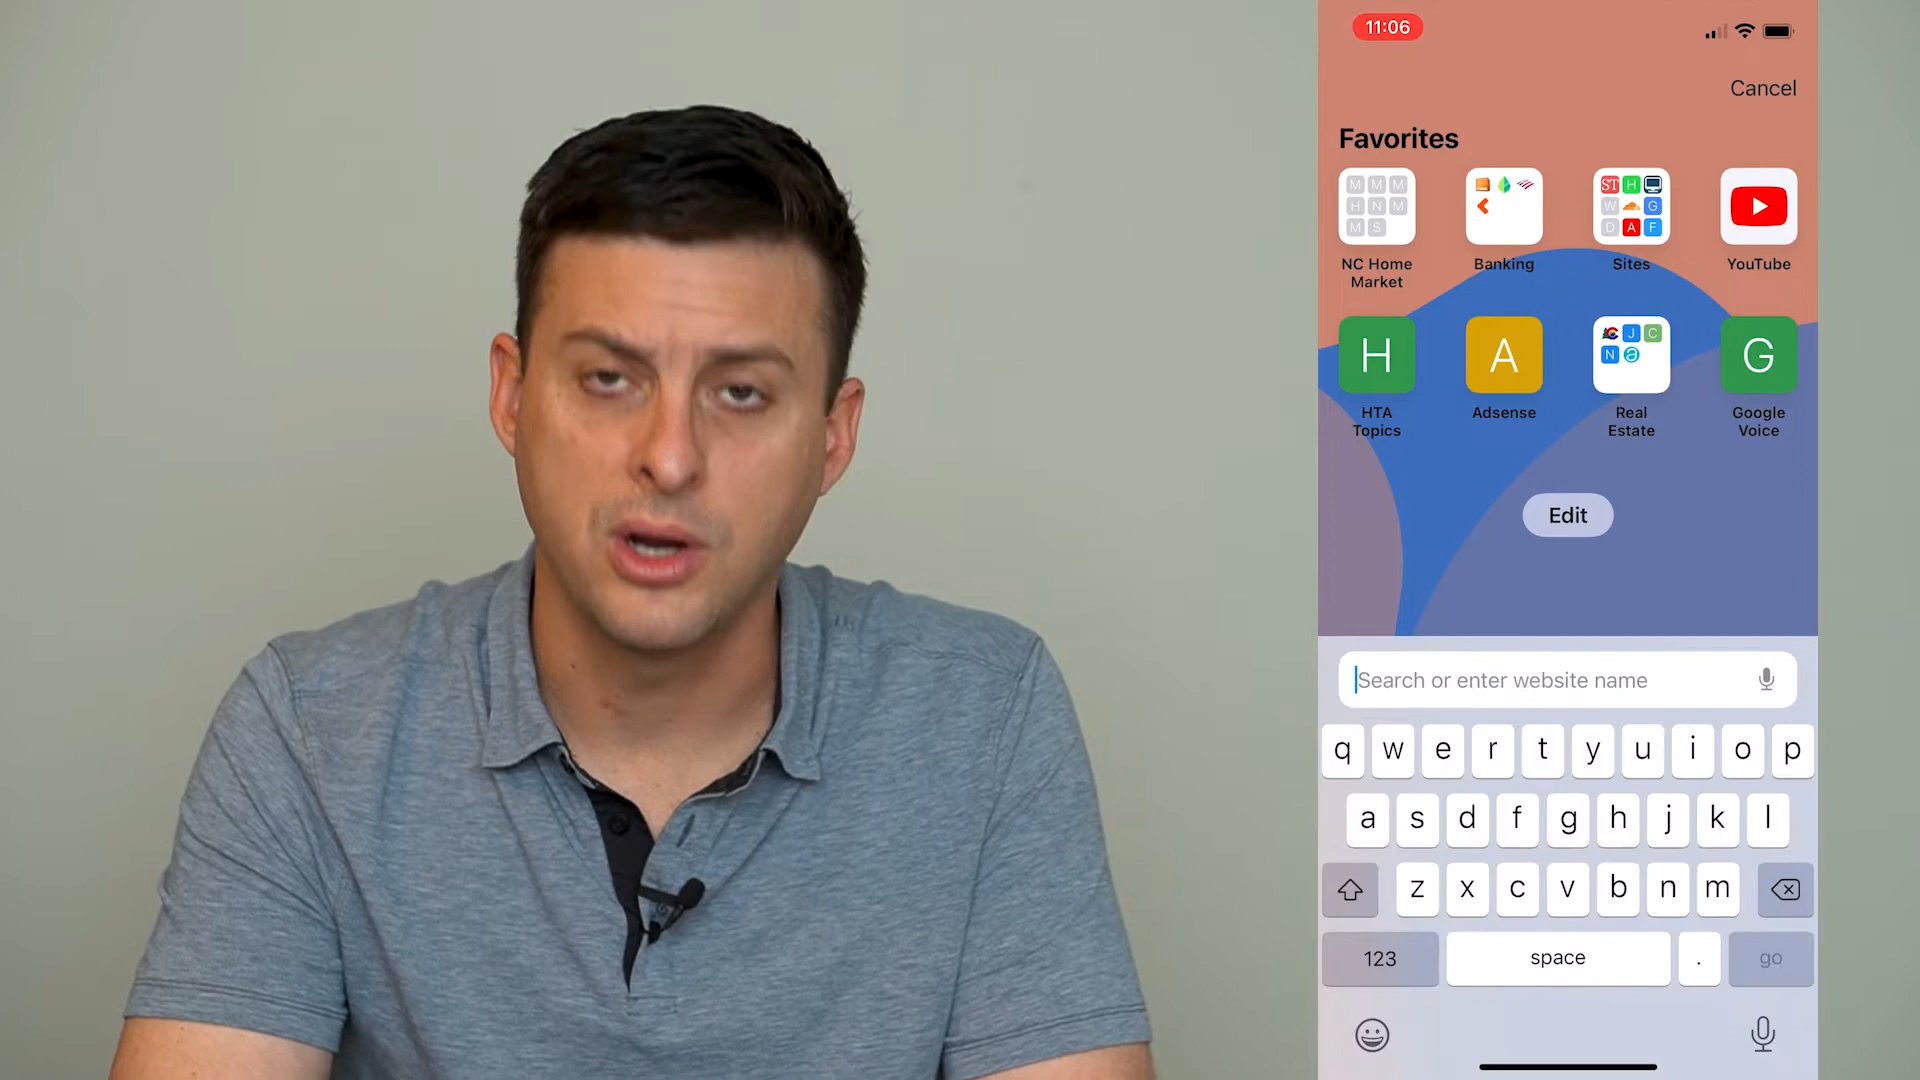 11:06
Cancel
Favorites
M M M
H N M
M S
ST H
W G
D A F
NC Home
Market
Banking
Sites
YouTube
H
A
J C
N a
G
HTA
Topics
Adsense
Real
Estate
Google
Voice
Edit
Search or enter website name
q w e r t y u i o p
a s d f g h j k l
z x c v b n m
123 space . go